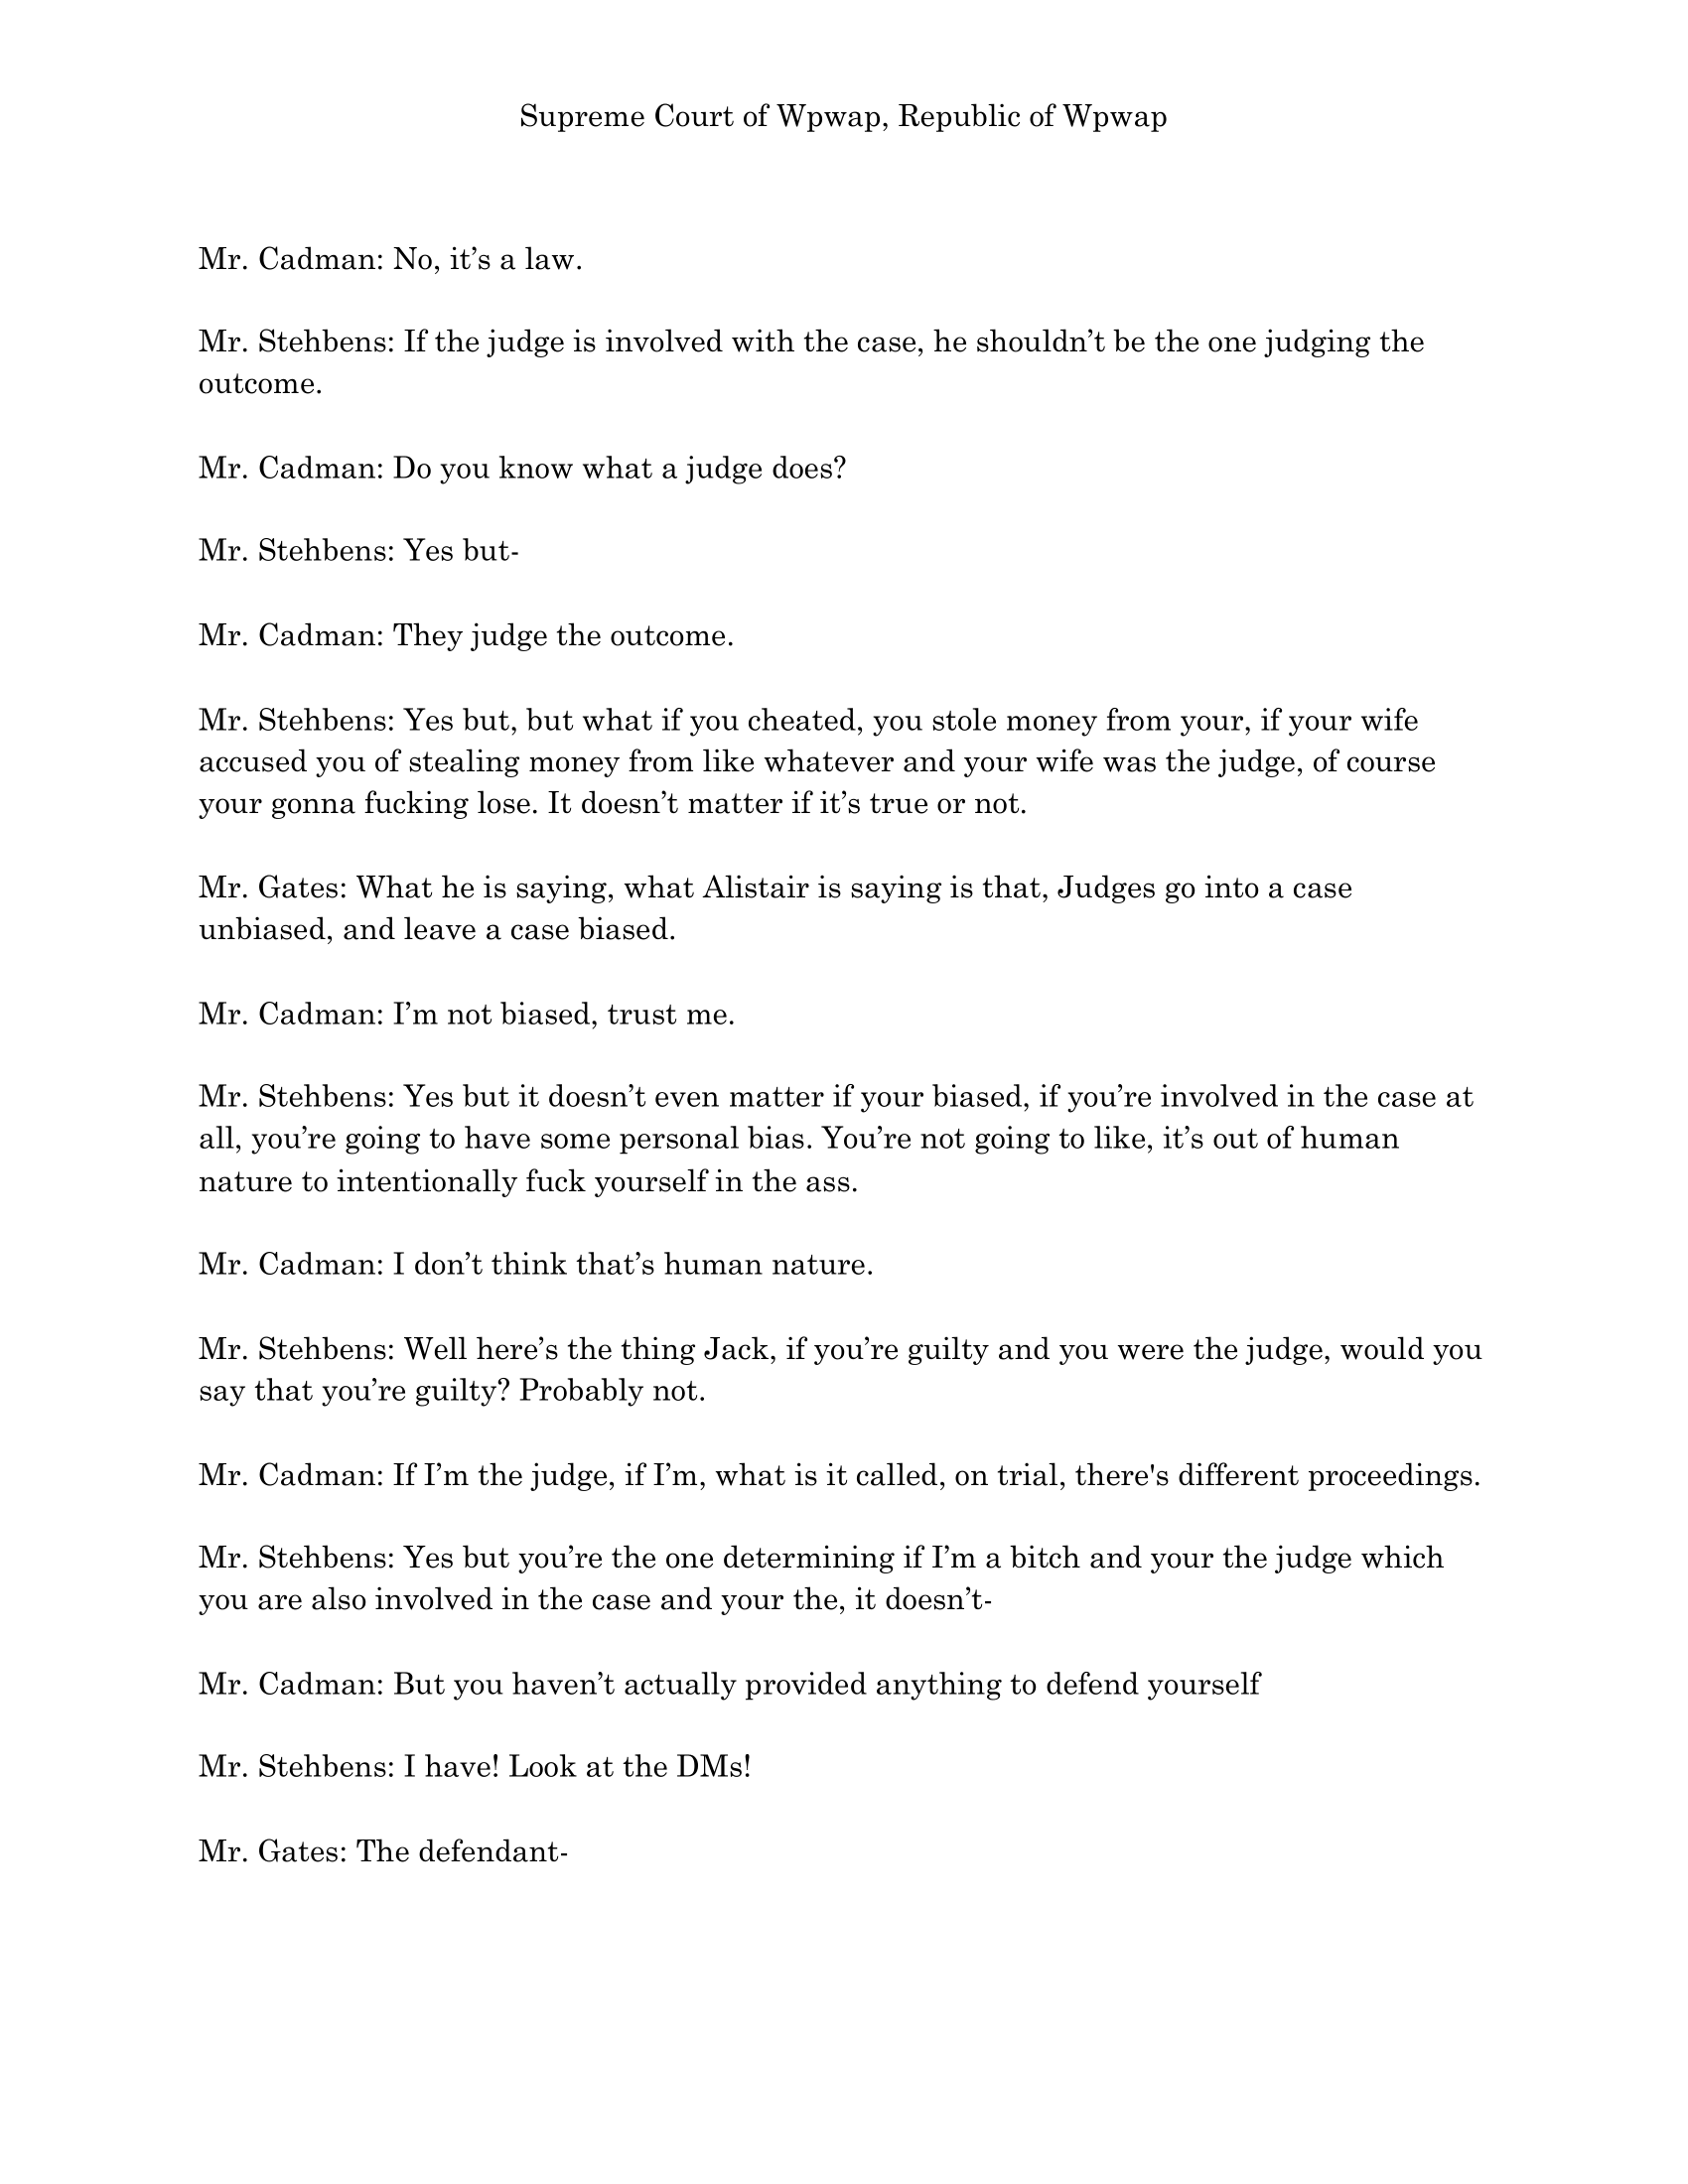 Supreme Court of Wpwap, Republic of Wpwap
Mr. Cadman: No, it’s a law.
Mr. Stehbens: If the judge is involved with the case, he shouldn’t be the one judging the
outcome.
Mr. Cadman: Do you know what a judge does?
Mr. Stehbens: Yes but-
Mr. Cadman: They judge the outcome.
Mr. Stehbens: Yes but, but what if you cheated, you stole money from your, if your wife
accused you of stealing money from like whatever and your wife was the judge, of course
your gonna fucking lose. It doesn’t matter if it’s true or not.
Mr. Gates: What he is saying, what Alistair is saying is that, Judges go into a case
unbiased, and leave a case biased.
Mr. Cadman: I’m not biased, trust me.
Mr. Stehbens: Yes but it doesn’t even matter if your biased, if you’re involved in the case at
all, you’re going to have some personal bias. You’re not going to like, it’s out of human
nature to intentionally fuck yourself in the ass.
Mr. Cadman: I don’t think that’s human nature.
Mr. Stehbens: Well here’s the thing Jack, if you’re guilty and you were the judge, would you
say that you’re guilty? Probably not.
Mr. Cadman: If I’m the judge, if I’m, what is it called, on trial, there's different proceedings.
Mr. Stehbens: Yes but you’re the one determining if I’m a bitch and your the judge which
you are also involved in the case and your the, it doesn’t-
Mr. Cadman: But you haven’t actually provided anything to defend yourself
Mr. Stehbens: I have! Look at the DMs!
Mr. Gates: The defendant-